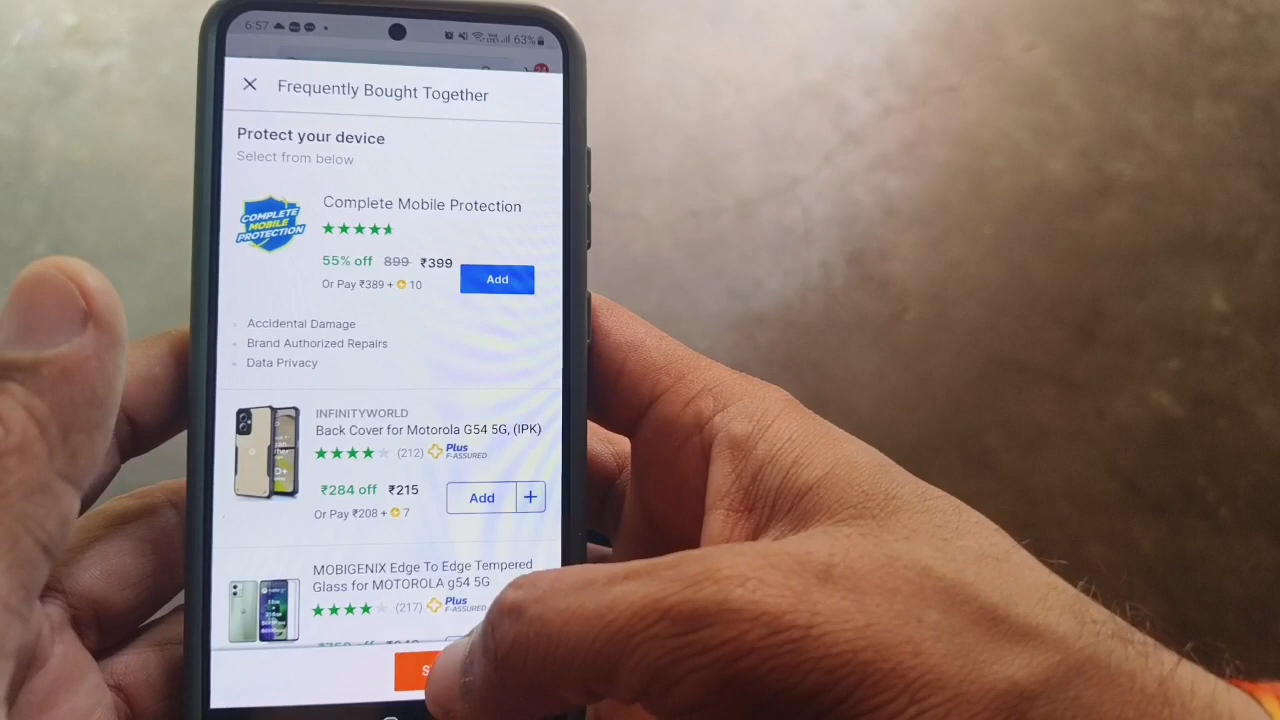 6:57 63%
24
Frequently Bought Together
Protect your device
Select from below
COMPLETE
MOBILE
PROTECTION
Complete Mobile Protection
55% off 899 ₹399
Or Pay ₹389 + 10
Add
Accidental Damage
Brand Authorized Repairs
Data Privacy
INFINITYWORLD
Back Cover for Motorola G54 5G, (IPK)
(212) Plus
F-ASSURED
₹284 off ₹215
Add +
Or Pay ₹208 + 7
MOBIGENIX Edge To Edge Tempered
Glass for MOTOROLA g54 5G
(217) Plus
F-ASSURED